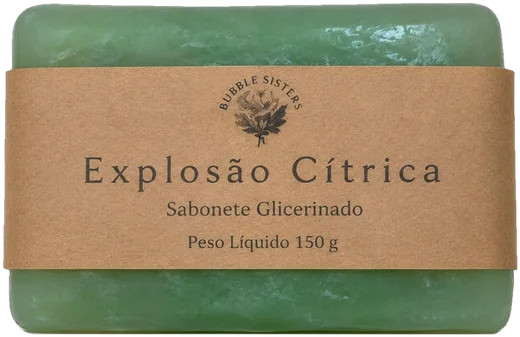 BUBBLE SISTERS
Explosão Cítrica
Sabonete Glicerinado
Peso Líquido 150 g